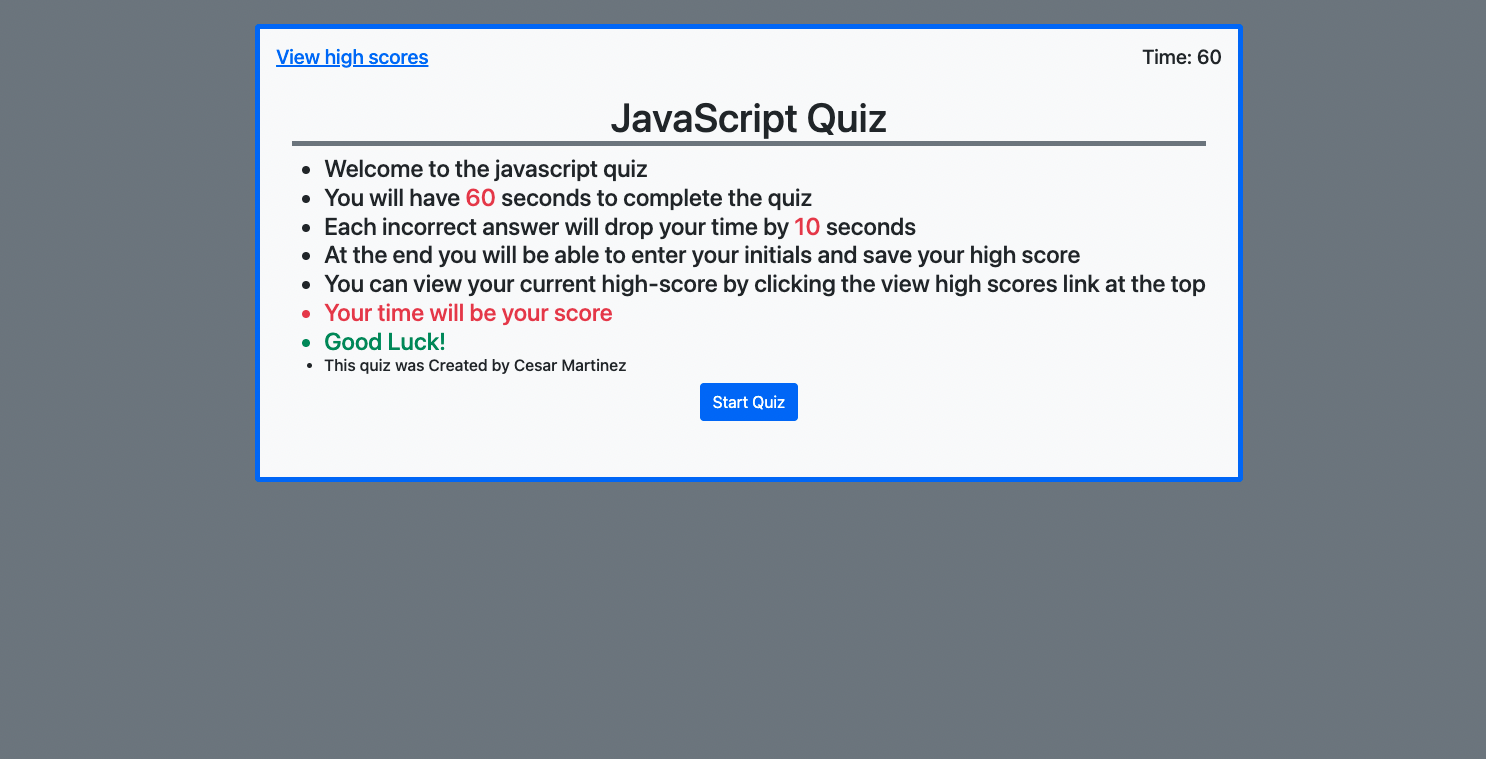 View high scores
Time: 60
JavaScript Quiz
Welcome to the javascript quiz
You will have 60 seconds to complete the quiz
Each incorrect answer will drop your time by 10 seconds
At the end you will be able to enter your initials and save your high score
You can view your current high-score by clicking the view high scores link at the top
Your time will be your score
Good Luck!
This quiz was Created by Cesar Martinez
Start Quiz